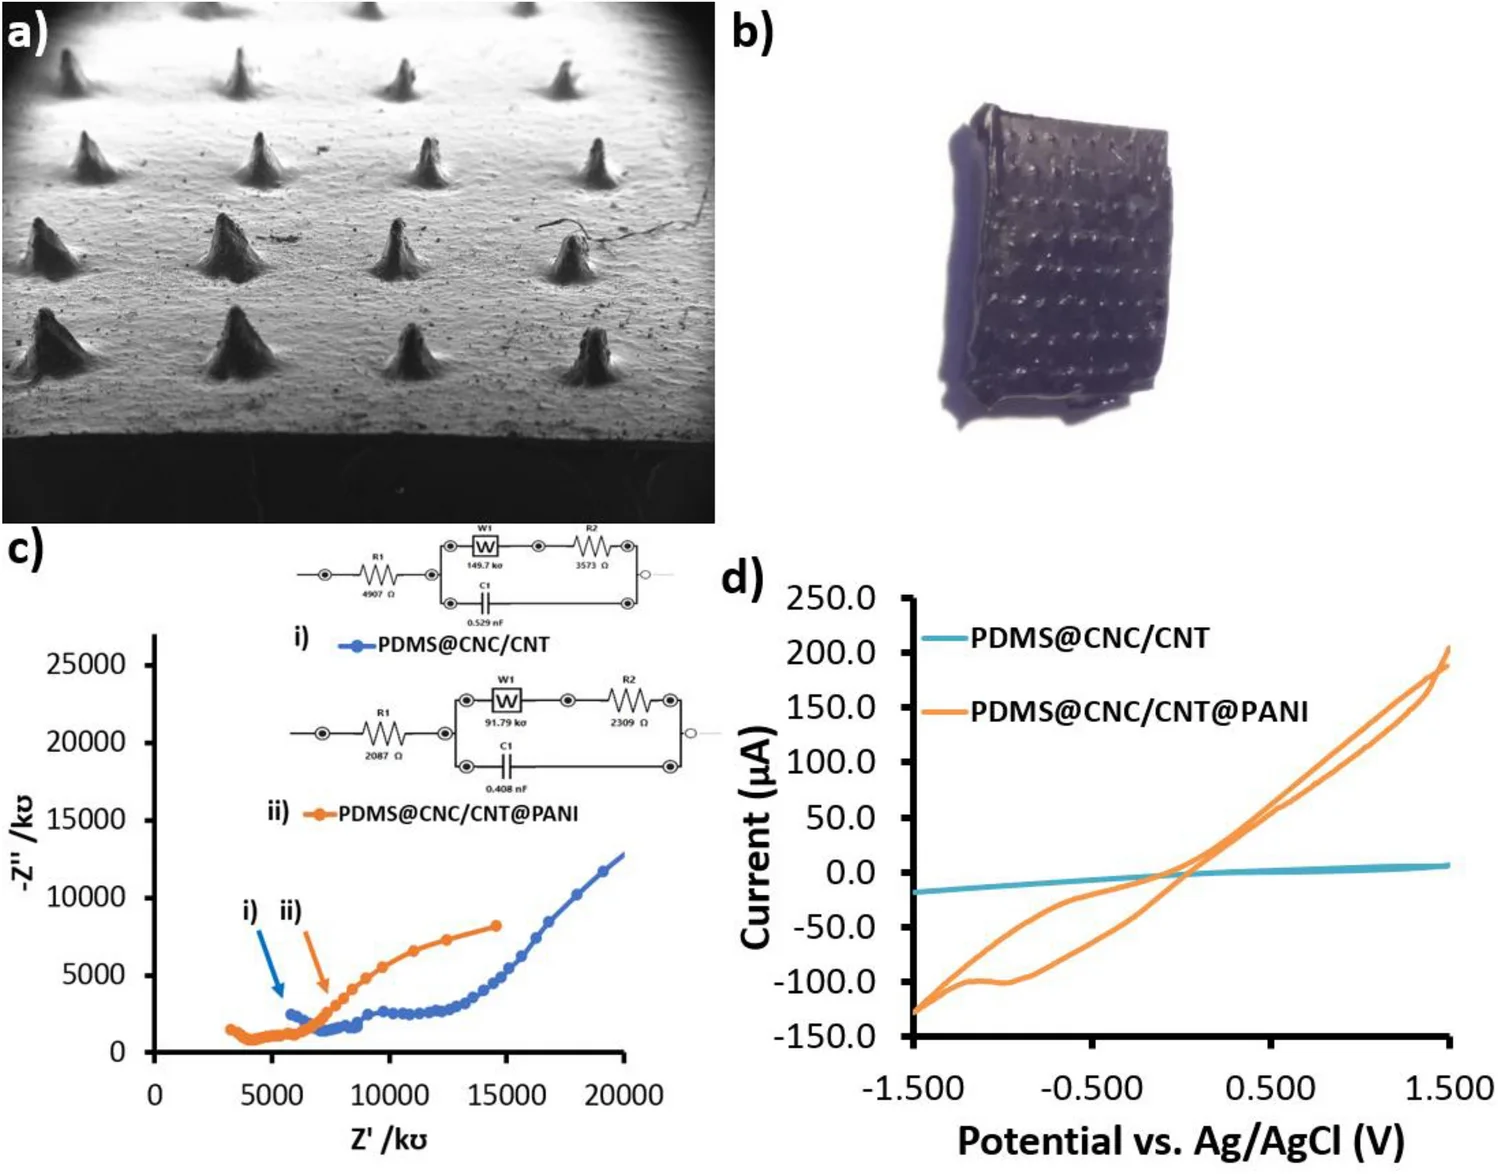 a)
b)
c)
R1
4907 Ω
W1
W
149.7 kʊ
R2
3573 Ω
C1
0.529 nF
i) PDMS@CNC/CNT
R1
2087 Ω
W1
W
91.79 kʊ
R2
2309 Ω
C1
0.408 nF
ii) PDMS@CNC/CNT@PANI
-Z'' /kʊ
25000
20000
15000
10000
5000
0
i) ii)
0 5000 10000 15000 20000
Z' /kʊ
d)
Current (µA)
250.0
200.0
150.0
100.0
50.0
0.0
-50.0
-100.0
-150.0
PDMS@CNC/CNT
PDMS@CNC/CNT@PANI
-1.500 -0.500 0.500 1.500
Potential vs. Ag/AgCl (V)